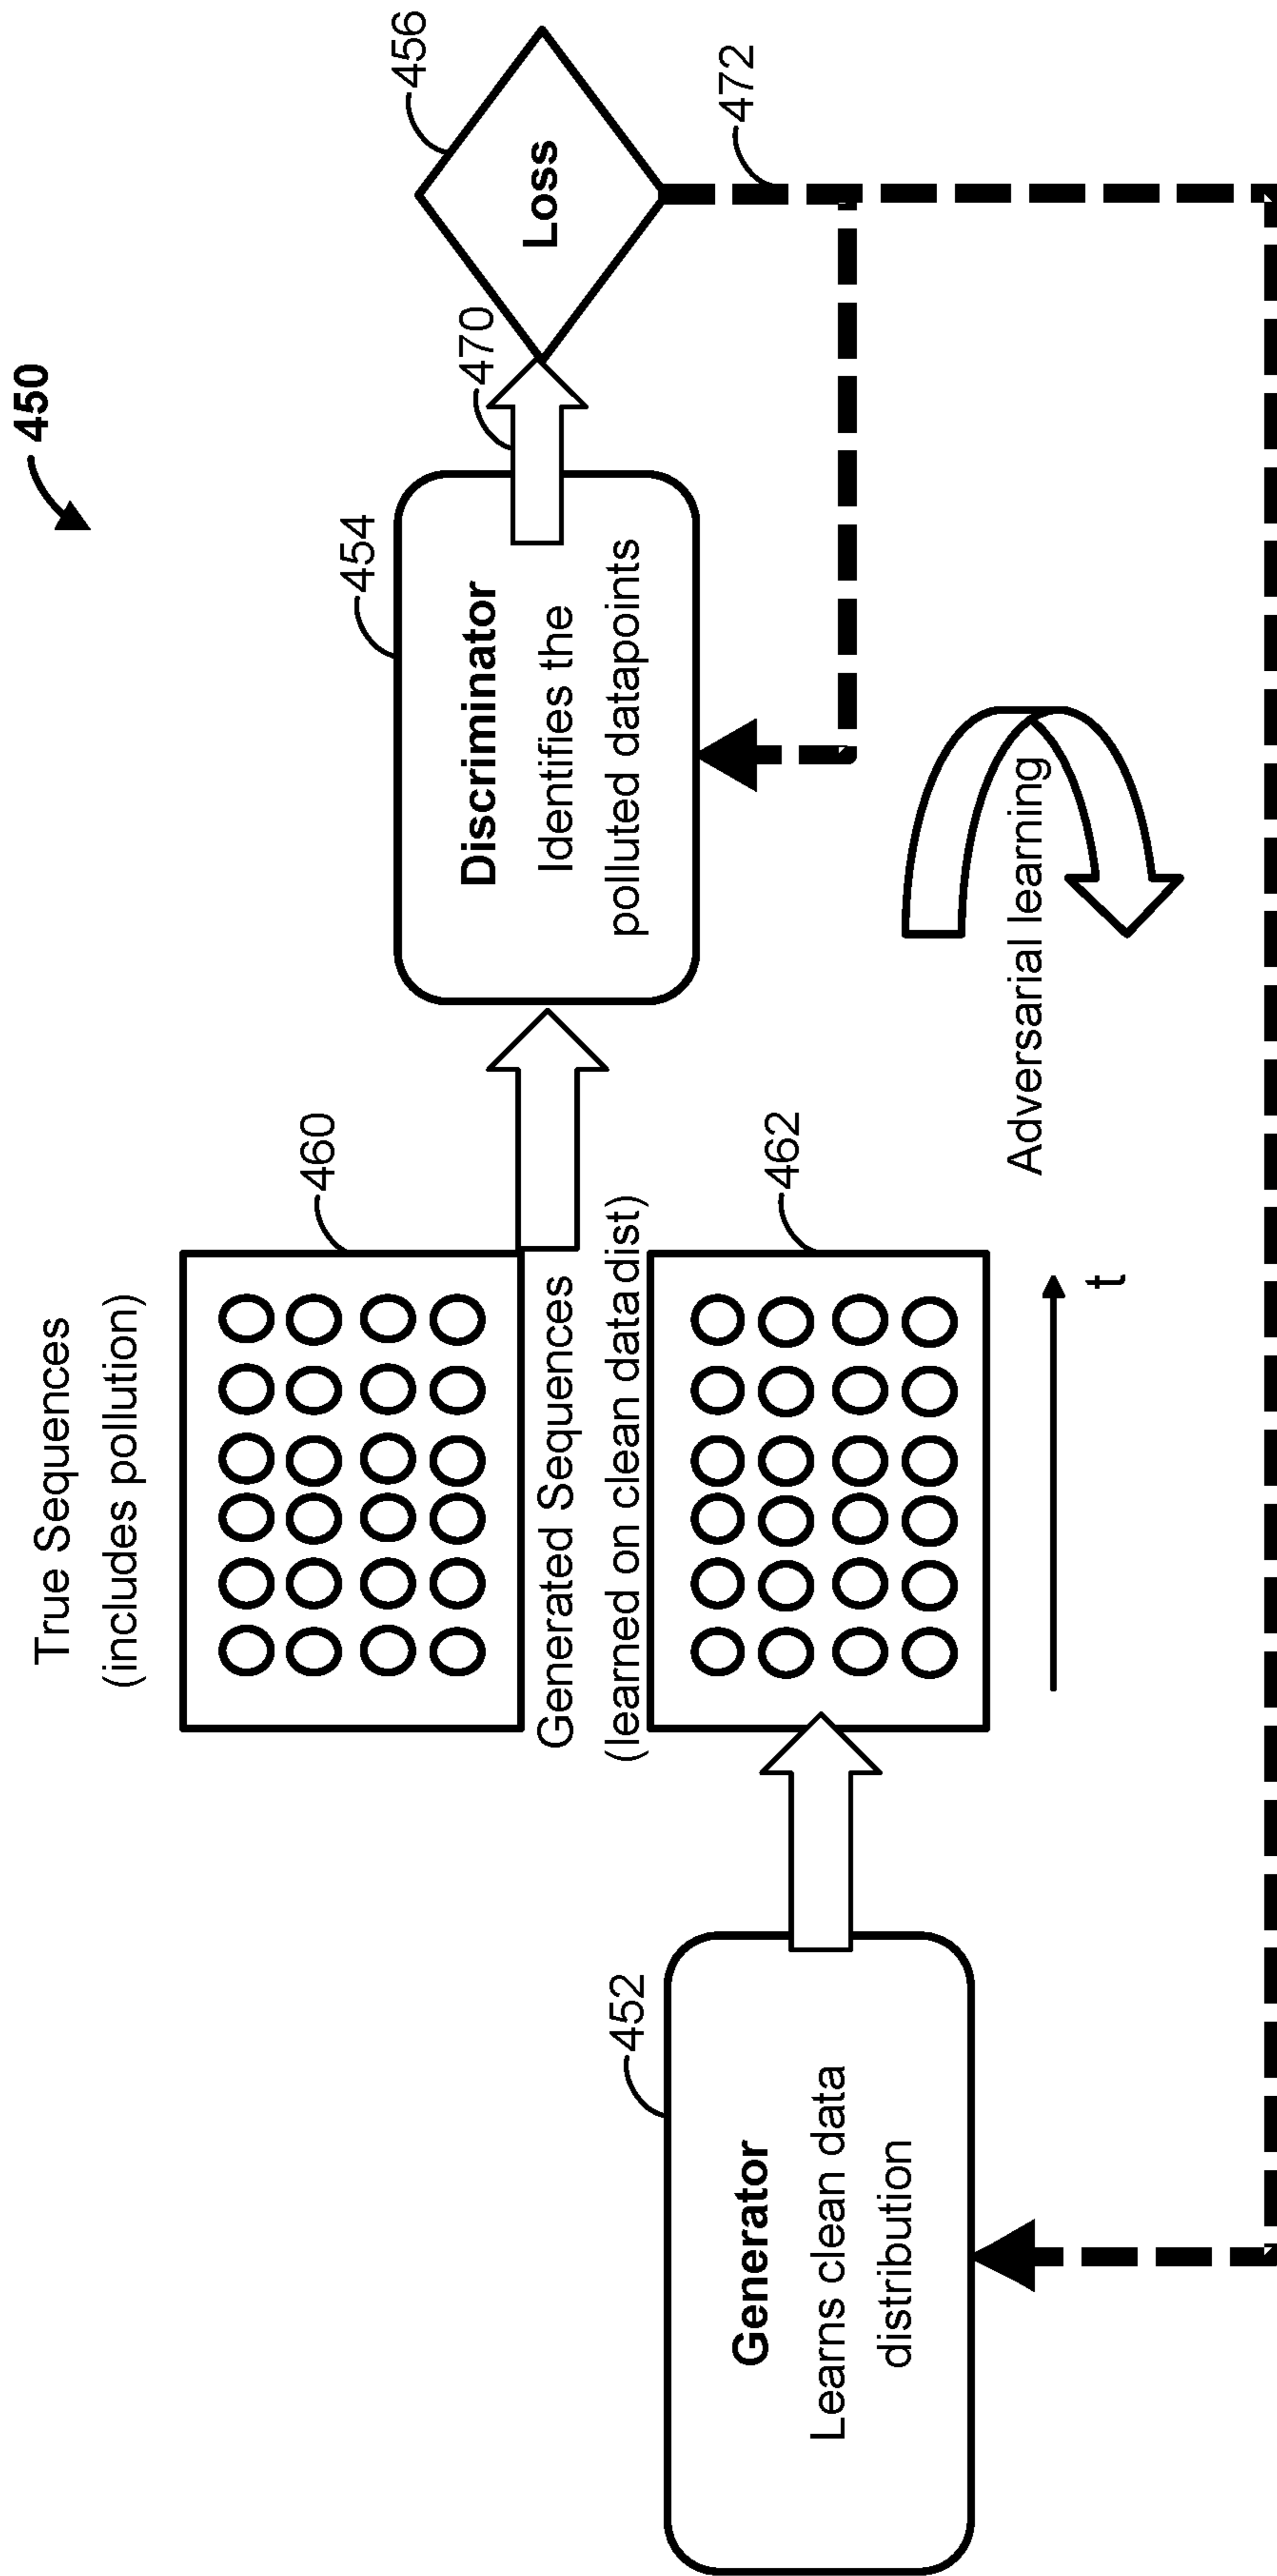 450
True Sequences
(includes pollution)
460
Generated Sequences
(learned on clean data dist)
462
t
452
Generator
Learns clean data
distribution
454
Discriminator
Identifies the
polluted datapoints
470
456
Loss
472
Adversarial learning